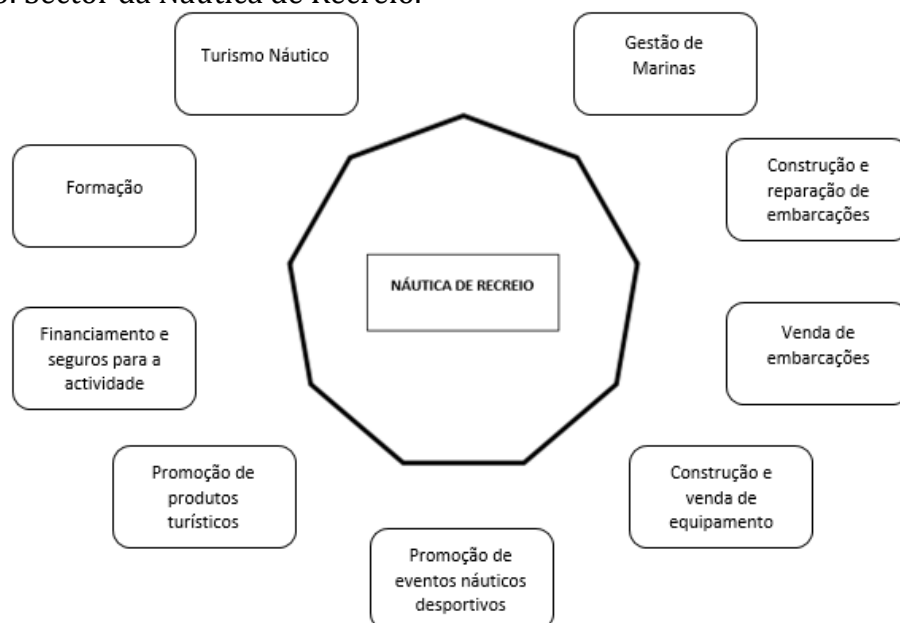 Sector da Náutica de Recreio.
Turismo Náutico
Gestão de
Marinas
Formação
Construção e
reparação de
embarcações
NÁUTICA DE RECREIO
Financiamento e
seguros para a
actividade
Venda de
embarcações
Promoção de
produtos
turísticos
Construção e
venda de
equipamento
Promoção de
eventos náuticos
desportivos